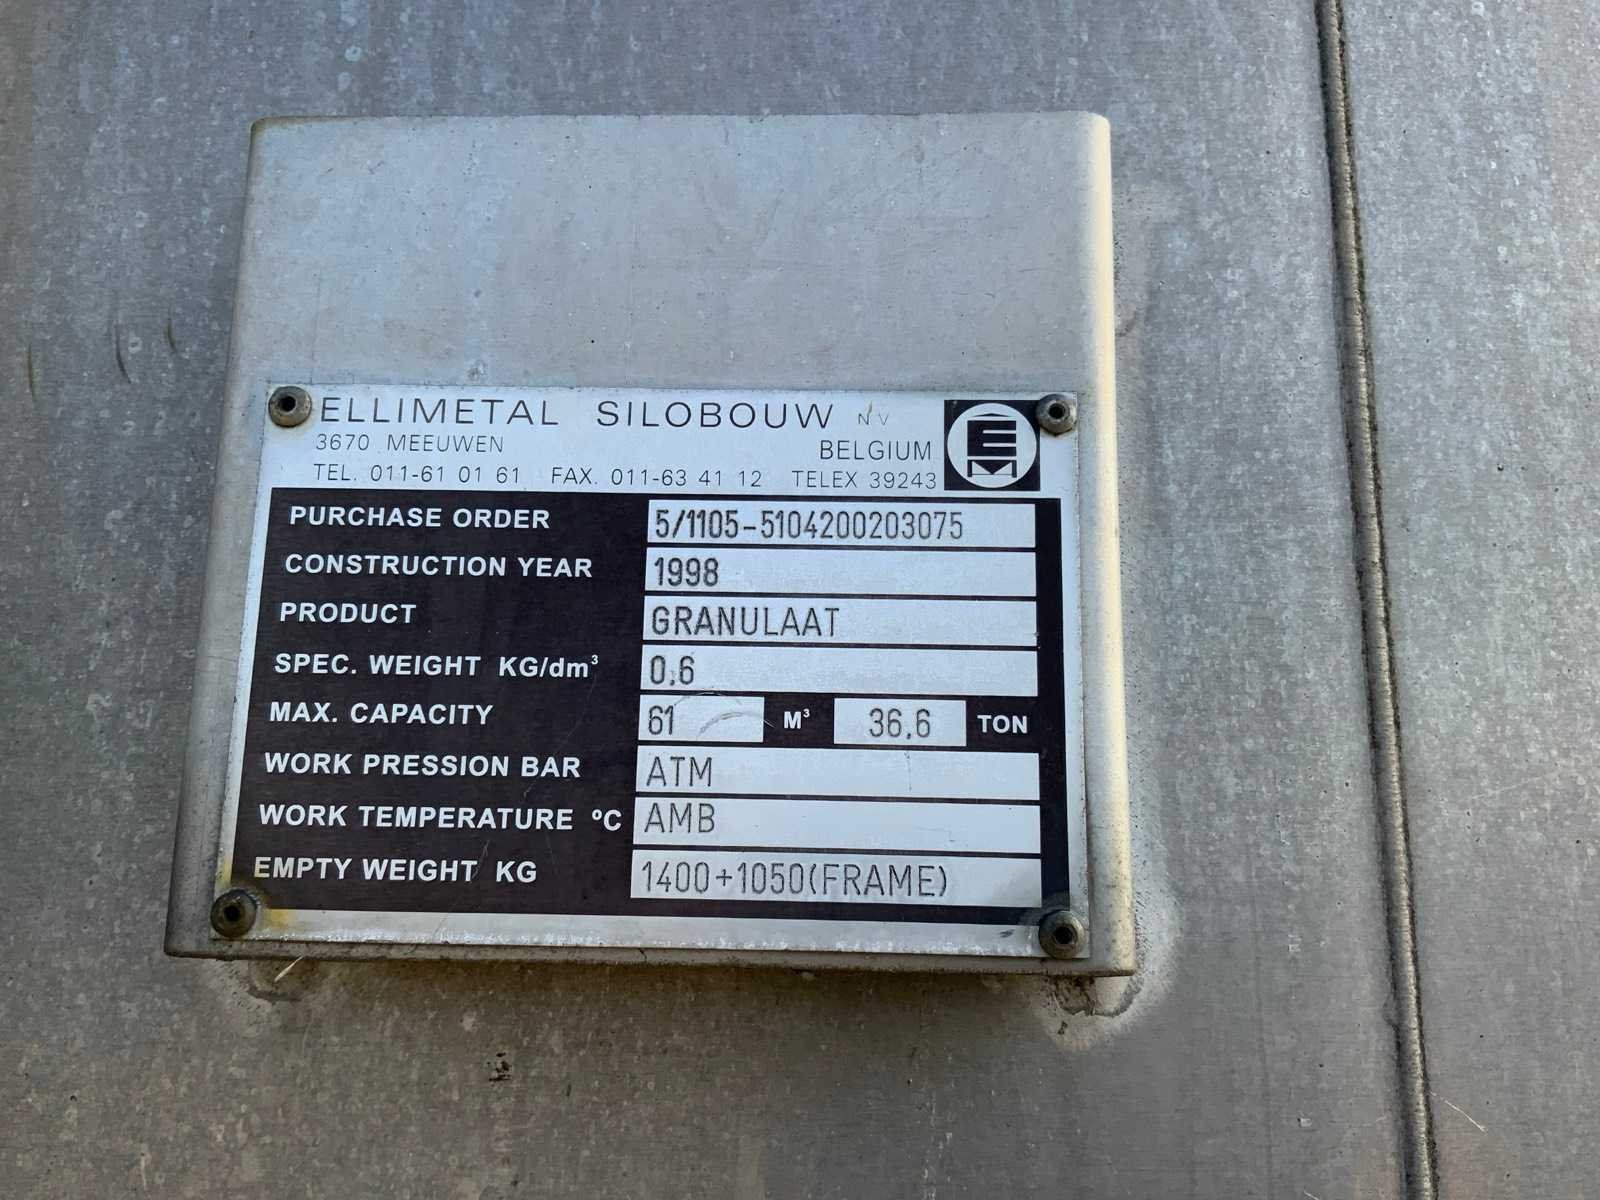 ELLIMETAL SILOBOUW NV
3670 MEEUWEN BELGIUM
TEL. 011-61 01 61 FAX. 011-63 41 12 TELEX 39243
EM
PURCHASE ORDER 5/1105-5104200203075
CONSTRUCTION YEAR 1998
PRODUCT GRANULAAT
SPEC. WEIGHT KG/dm³ 0,6
MAX. CAPACITY 61 M³ 36,6 TON
WORK PRESSION BAR ATM
WORK TEMPERATURE ºC AMB
EMPTY WEIGHT KG 1400+1050(FRAME)